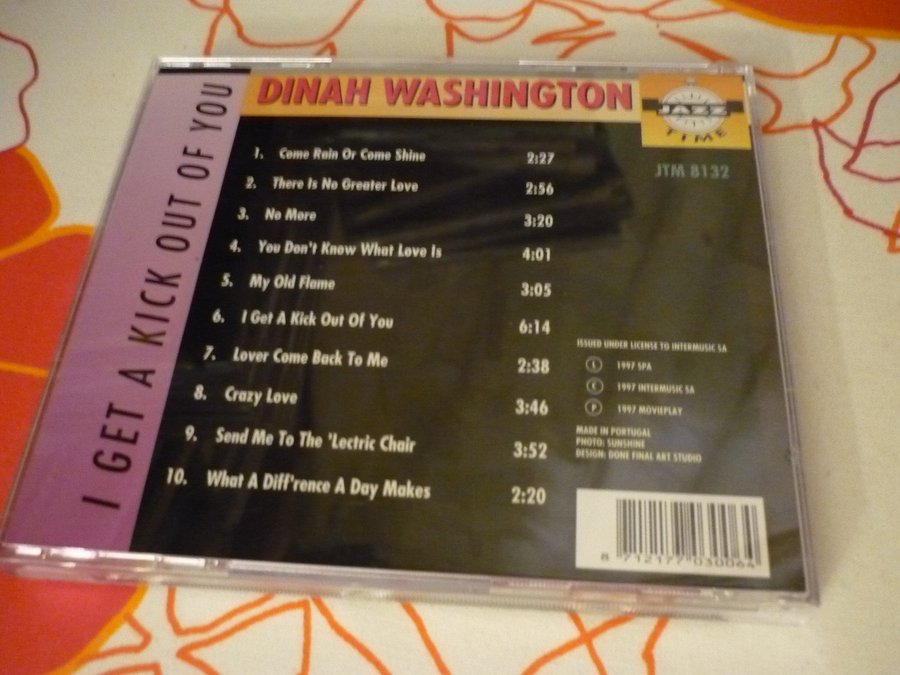 I GET A KICK OUT OF YOU
DINAH WASHINGTON
JAZZ
TIME
JTM 8132
1. Come Rain Or Come Shine 2:27
2. There Is No Greater Love 2:56
3. No More 3:20
4. You Don't Know What Love Is 4:01
5. My Old Flame 3:05
6. I Get A Kick Out Of You 6:14
7. Lover Come Back To Me 2:38
8. Crazy Love 3:46
9. Send Me To The 'Lectric Chair 3:52
10. What A Diff'rence A Day Makes 2:20
ISSUED UNDER LICENSE TO INTERMUSIC SA
L 1997 SPA
C 1997 INTERMUSIC SA
P 1997 MOVIEPLAY
MADE IN PORTUGAL
PHOTO: SUNSHINE
DESIGN: DONE FINAL ART STUDIO
8 712177 030064